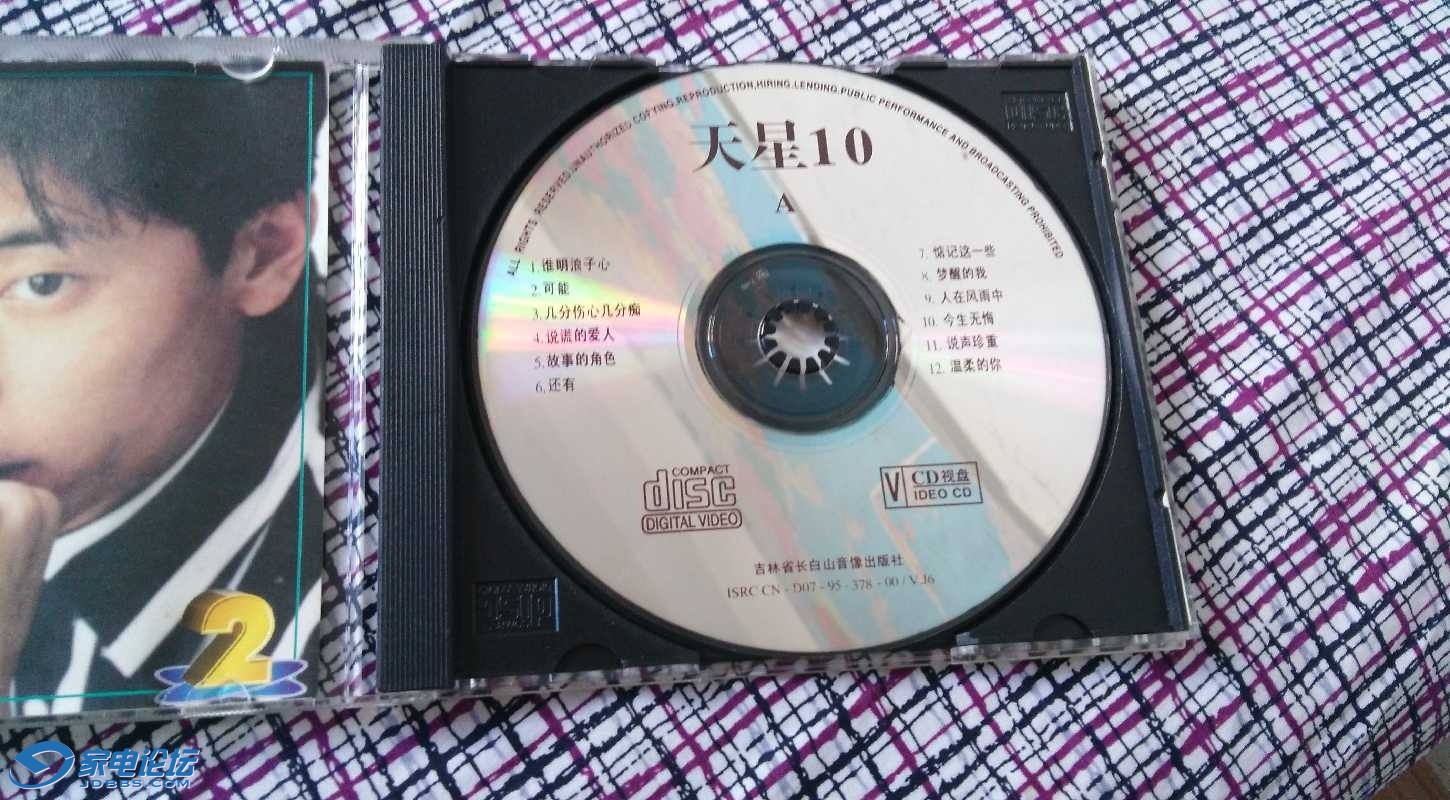 ALL RIGHTS RESERVED.UNAUTHORIZED COPYING.REPRODUCTION,HIRING.LENDING.PUBLIC PERFORMANCE AND BROADCASTING PROHIBITED
天星10
A
1.谁明浪子心
2.可能
3.几分伤心几分痴
4.说谎的爱人
5.故事的角色
6.还有
7.惦记这一些
8.梦醒的我
9.人在风雨中
10.今生无悔
11.说声珍重
12.温柔的你
COMPACT
disc
DIGITAL VIDEO
V CD视盘
IDEO CD
吉林省长白山音像出版社
ISRC CN-D07-95-378-00/V.J6
2
家电论坛
JDBBS.COM